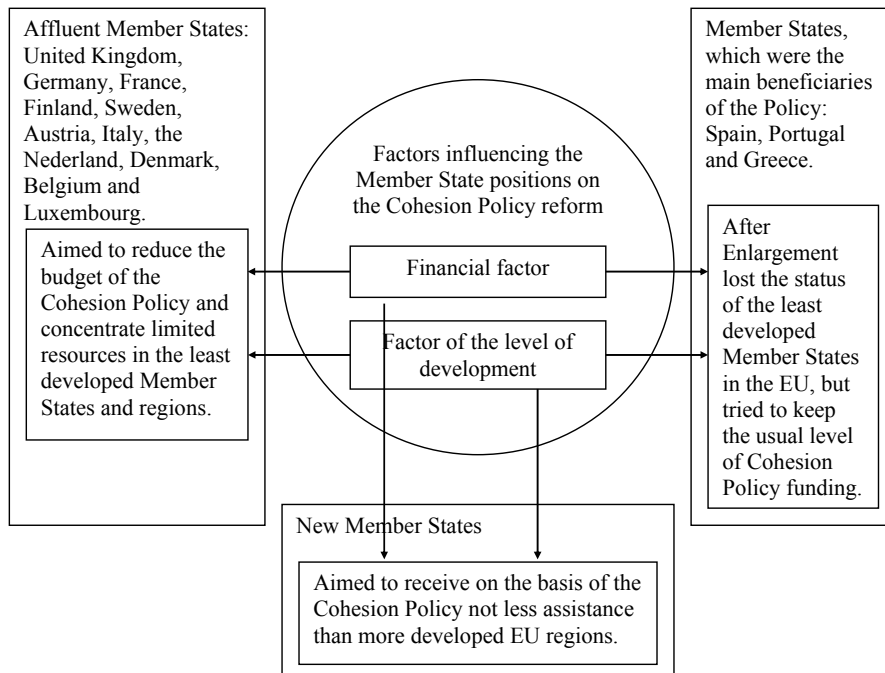 Affluent Member States:
United Kingdom,
Germany, France,
Finland, Sweden,
Austria, Italy, the
Nederland, Denmark,
Belgium and
Luxembourg.
Aimed to reduce the
budget of the
Cohesion Policy and
concentrate limited
resources in the least
developed Member
States and regions.
Factors influencing the
Member State positions on
the Cohesion Policy reform
Financial factor
Factor of the level of
development
Member States,
which were the
main beneficiaries
of the Policy:
Spain, Portugal
and Greece.
After
Enlargement
lost the status
of the least
developed
Member States
in the EU, but
tried to keep
the usual level
of Cohesion
Policy funding.
New Member States
Aimed to receive on the basis of the
Cohesion Policy not less assistance
than more developed EU regions.